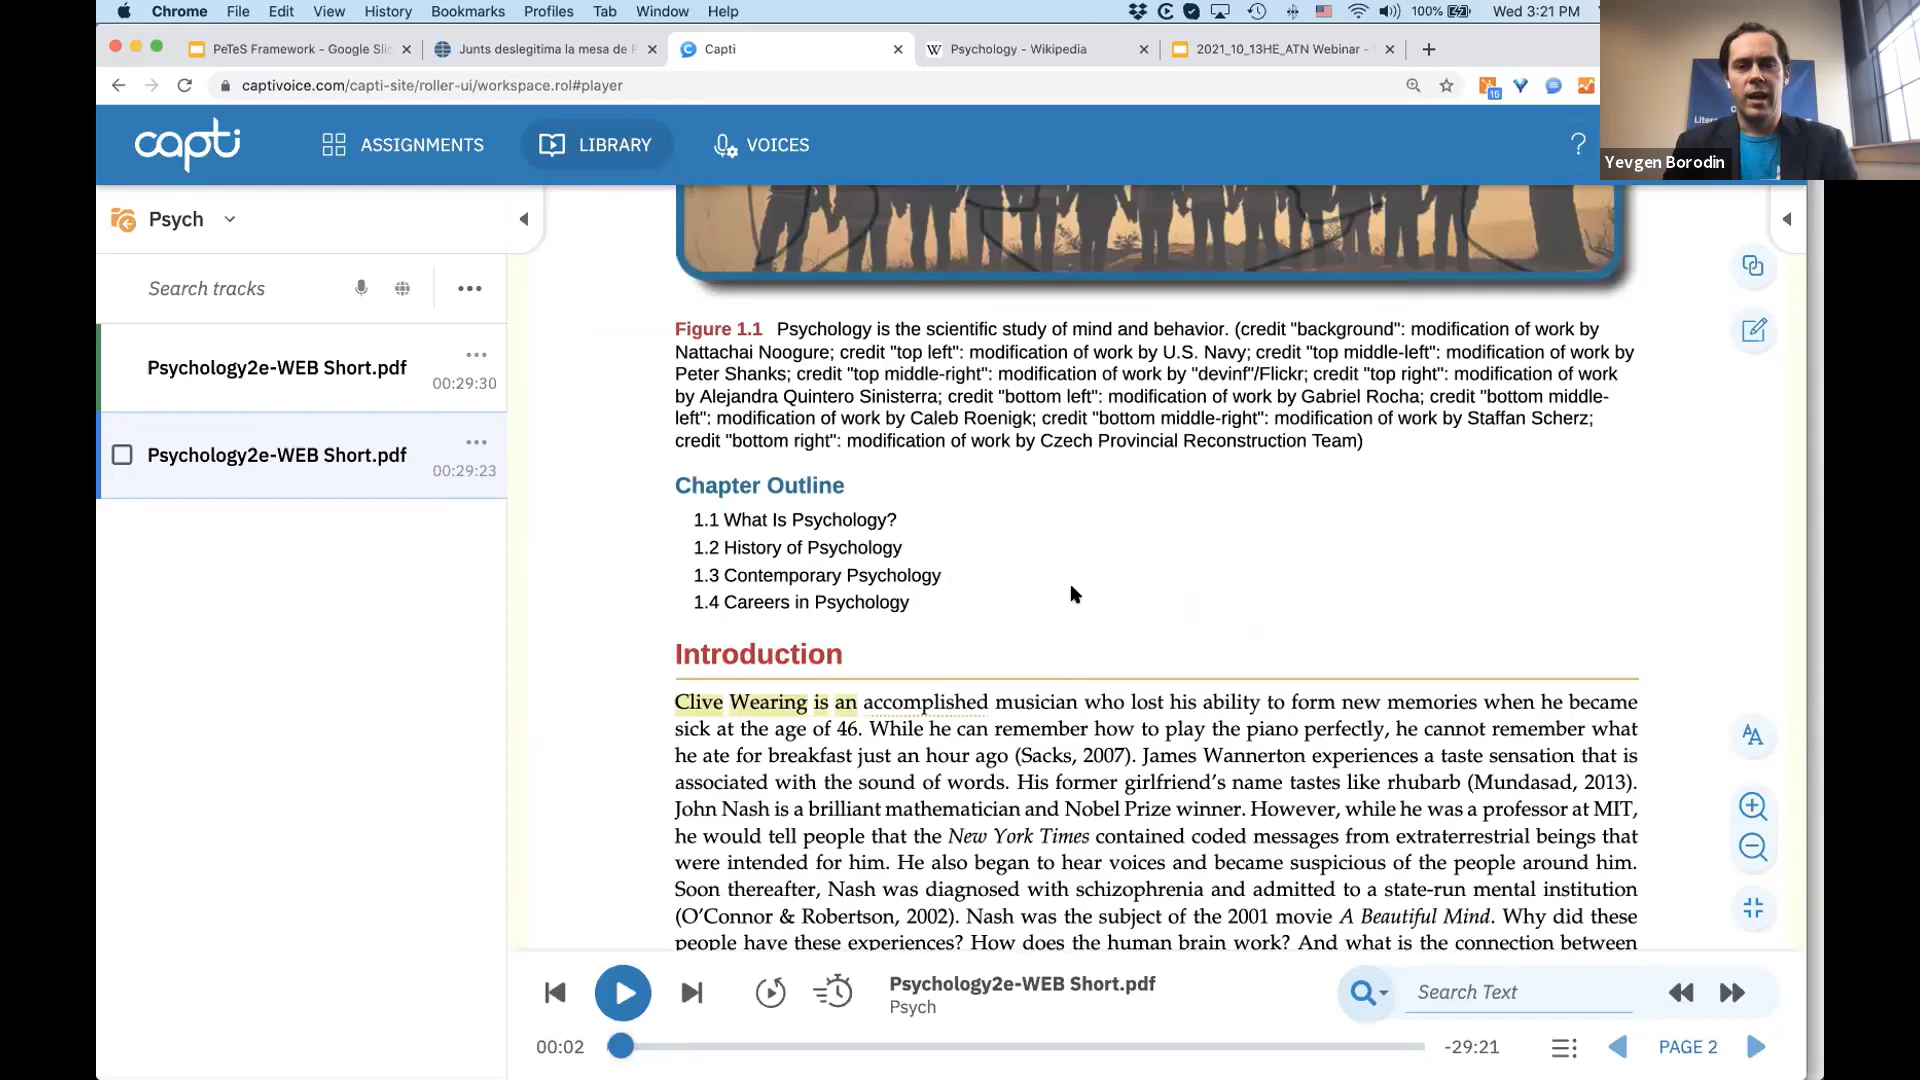 Chrome File Edit View History Bookmarks Profiles Tab Window Help 100% Wed 3:21 PM
PeTeS Framework - Google Slid
Junts deslegitima la mesa de
Capti
Psychology - Wikipedia
2021_10_13HE_ATN Webinar -
captivoice.com/capti-site/roller-ui/workspace.rol#player
15
Yevgen Borodin
capti
ASSIGNMENTS
LIBRARY
VOICES
?
Psych
Search tracks
Psychology2e-WEB Short.pdf
00:29:30
Psychology2e-WEB Short.pdf
00:29:23
Figure 1.1 Psychology is the scientific study of mind and behavior. (credit "background": modification of work by
Nattachai Noogure; credit "top left": modification of work by U.S. Navy; credit "top middle-left": modification of work by
Peter Shanks; credit "top middle-right": modification of work by "devinf"/Flickr; credit "top right": modification of work
by Alejandra Quintero Sinisterra; credit "bottom left": modification of work by Gabriel Rocha; credit "bottom middle-
left": modification of work by Caleb Roenigk; credit "bottom middle-right": modification of work by Staffan Scherz;
credit "bottom right": modification of work by Czech Provincial Reconstruction Team)
Chapter Outline
1.1 What Is Psychology?
1.2 History of Psychology
1.3 Contemporary Psychology
1.4 Careers in Psychology
Introduction
Clive Wearing is an accomplished musician who lost his ability to form new memories when he became
sick at the age of 46. While he can remember how to play the piano perfectly, he cannot remember what
he ate for breakfast just an hour ago (Sacks, 2007). James Wannerton experiences a taste sensation that is
associated with the sound of words. His former girlfriend's name tastes like rhubarb (Mundasad, 2013).
John Nash is a brilliant mathematician and Nobel Prize winner. However, while he was a professor at MIT,
he would tell people that the New York Times contained coded messages from extraterrestrial beings that
were intended for him. He also began to hear voices and became suspicious of the people around him.
Soon thereafter, Nash was diagnosed with schizophrenia and admitted to a state-run mental institution
(O'Connor & Robertson, 2002). Nash was the subject of the 2001 movie A Beautiful Mind. Why did these
people have these experiences? How does the human brain work? And what is the connection between
Psychology2e-WEB Short.pdf
Psych
Search Text
00:02
-29:21
PAGE 2